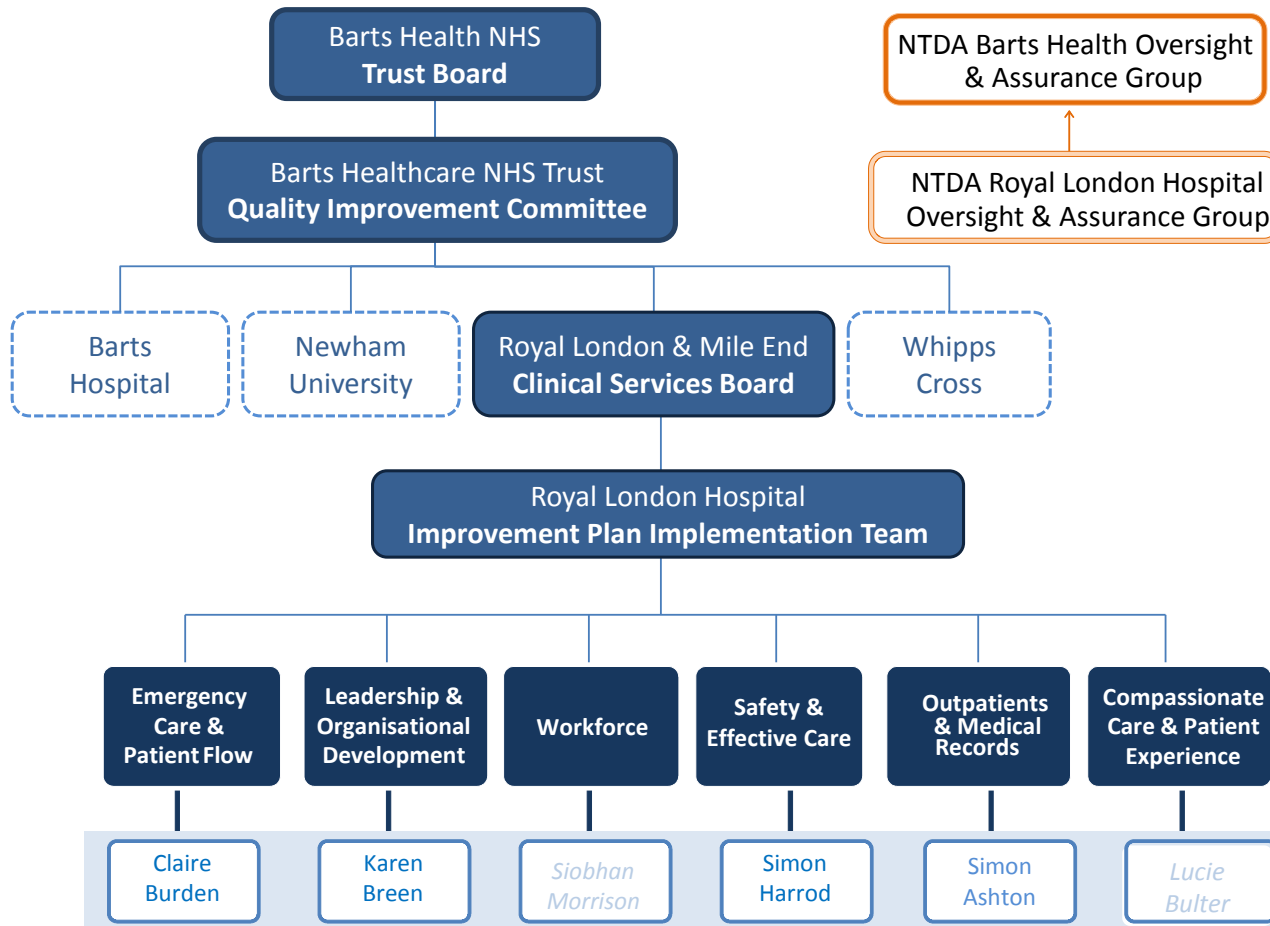 Barts Health NHS
Trust Board
NTDA Barts Health Oversight
& Assurance Group
Barts Healthcare NHS Trust
Quality Improvement Committee
NTDA Royal London Hospital
Oversight & Assurance Group
Barts
Hospital
Newham
University
Royal London & Mile End
Clinical Services Board
Whipps
Cross
Royal London Hospital
Improvement Plan Implementation Team
Emergency
Care &
Patient Flow
Leadership &
Organisational
Development
Workforce
Safety &
Effective Care
Outpatients
& Medical
Records
Compassionate
Care & Patient
Experience
Claire
Burden
Karen
Breen
Siobhan
Morrison
Simon
Harrod
Simon
Ashton
Lucie
Bulter